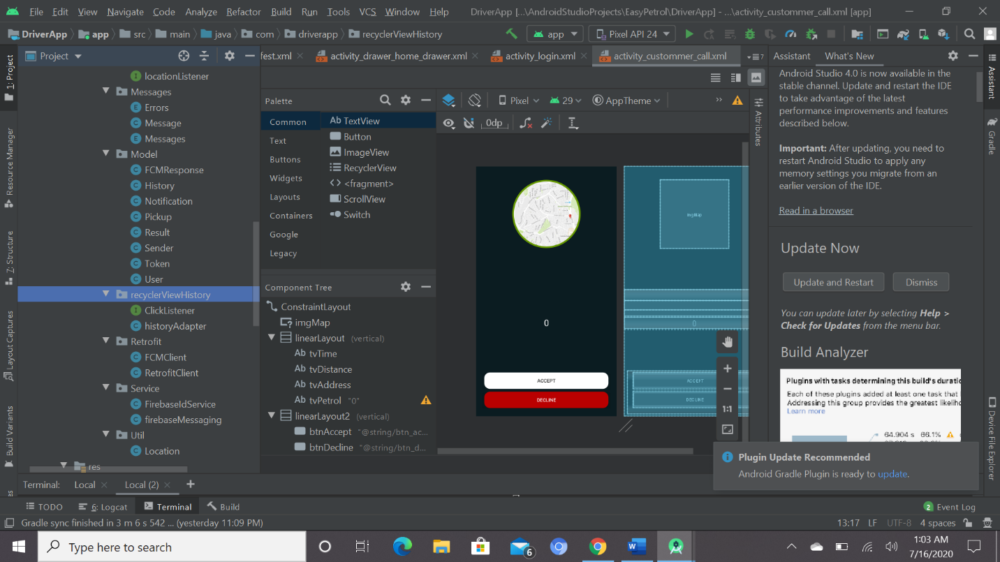 File Edit View Navigate Code Analyze Refactor Build Run Tools VCS Window Help DriverApp [...\AndroidStudioProjects\EasyPetrol\DriverApp] - ...\activity_custommer_call.xml [app]
DriverApp app src main java com driverapp recyclerViewHistory app Pixel API 24
Project
fest.xml activity_drawer_home_drawer.xml activity_login.xml activity_custommer_call.xml 7
Assistant What's New
1: Project
Resource Manager
7: Structure
Layout Captures
Build Variants
locationListener
Messages
Errors
Message
Messages
Model
FCMResponse
History
Notification
Pickup
Result
Sender
Token
User
recyclerViewHistory
ClickListener
historyAdapter
Retrofit
FCMClient
RetrofitClient
Service
FirebaseIdService
firebaseMessaging
Util
Location
res
Palette
Common
Text
Buttons
Widgets
Layouts
Containers
Google
Legacy
Ab TextView
Button
ImageView
RecyclerView
<fragment>
ScrollView
Switch
Component Tree
ConstraintLayout
imgMap
linearLayout (vertical)
Ab tvTime
Ab tvDistance
Ab tvAddress
Ab tvPetrol "0"
linearLayout2 (vertical)
btnAccept "@string/btn_ac...
btnDecline "@string/btn_d...
Pixel 29 AppTheme
0dp
0
ACCEPT
DECLINE
imgMap
0
ACCEPT
DECLINE
1:1
Attributes
Android Studio 4.0 is now available in the
stable channel. Update and restart the IDE
to take advantage of the latest
performance improvements and features
described below.
Important: After updating, you need to
restart Android Studio to apply any
memory settings you migrate from an
earlier version of the IDE.
Read in a browser
Update Now
Update and Restart Dismiss
You can update later by selecting Help >
Check for Updates from the menu bar.
Build Analyzer
Plugins with tasks determining this build's duratic
Each of these plugins added at least one task that
Addressing this group provides the greatest likeliho
Learn more
64.904 s 66.1%
Plugin Update Recommended
Android Gradle Plugin is ready to update.
Assistant
Gradle
Device File Explorer
Terminal: Local Local (2) +
TODO 6: Logcat Terminal Build 2 Event Log
Gradle sync finished in 3 m 6 s 542 ... (yesterday 11:09 PM) 13:17 LF UTF-8 4 spaces
Type here to search
6
1:03 AM
7/16/2020